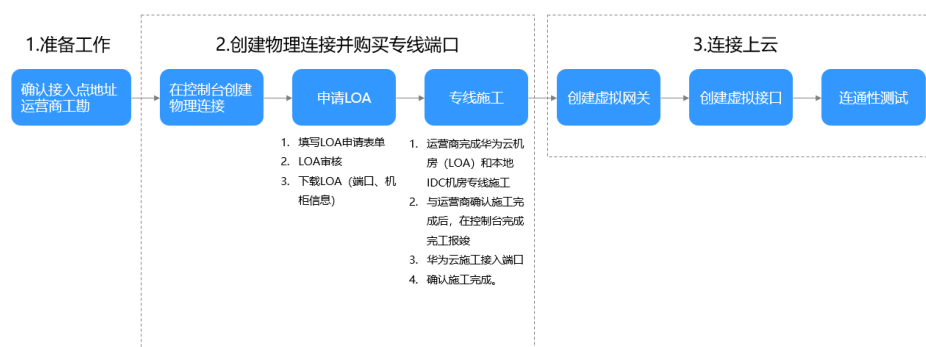 1.准备工作
2.创建物理连接并购买专线端口
3.连接上云
确认接入点地址
运营商工勘
在控制台创建
物理连接
申请LOA
专线施工
创建虚拟网关
创建虚拟接口
连通性测试
1. 填写LOA申请表单
2. LOA审核
3. 下载LOA（端口、机
柜信息）
1. 运营商完成华为云机
房（LOA）和本地
IDC机房专线施工
2. 与运营商确认施工完
成后，在控制台完成
完工报竣
3. 华为云施工接入端口
4. 确认施工完成。